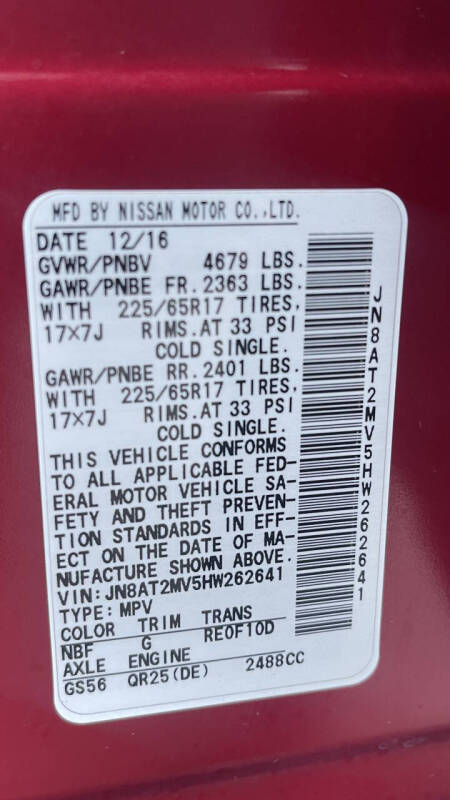 MFD BY NISSAN MOTOR CO.,LTD.
DATE 12/16
GVWR/PNBV 4679 LBS.
GAWR/PNBE FR. 2363 LBS.
WITH 225/65R17 TIRES,
17×7J RIMS.AT 33 PSI
COLD SINGLE.
GAWR/PNBE RR. 2401 LBS.
WITH 225/65R17 TIRES,
17×7J RIMS.AT 33 PSI
COLD SINGLE.
THIS VEHICLE CONFORMS
TO ALL APPLICABLE FED-
ERAL MOTOR VEHICLE SA-
FETY AND THEFT PREVEN-
TION STANDARDS IN EFF-
ECT ON THE DATE OF MA-
NUFACTURE SHOWN ABOVE.
VIN:JN8AT2MV5HW262641
TYPE:MPV
COLOR TRIM TRANS
NBF G RE0F10D
AXLE ENGINE
GS56 QR25(DE) 2488CC
JN8AT2MV5HW262641